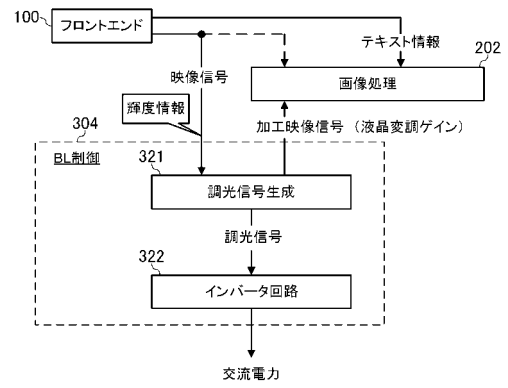 100
フロントエンド
テキスト情報
202
映像信号
画像処理
輝度情報
加工映像信号 (液晶変調ゲイン)
304
BL制御
321
調光信号生成
調光信号
322
インバータ回路
交流電力